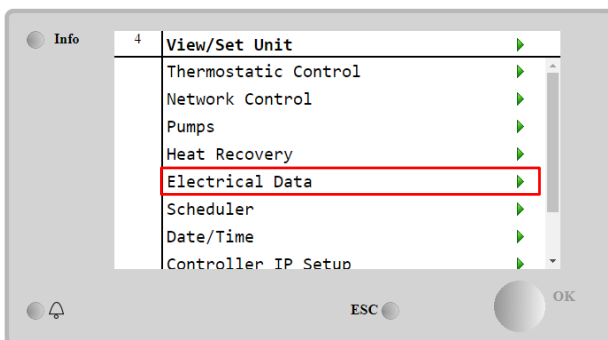 Info
4 View/Set Unit
Thermostatic Control
Network Control
Pumps
Heat Recovery
Electrical Data
Scheduler
Date/Time
Controller IP Setup
ESC OK